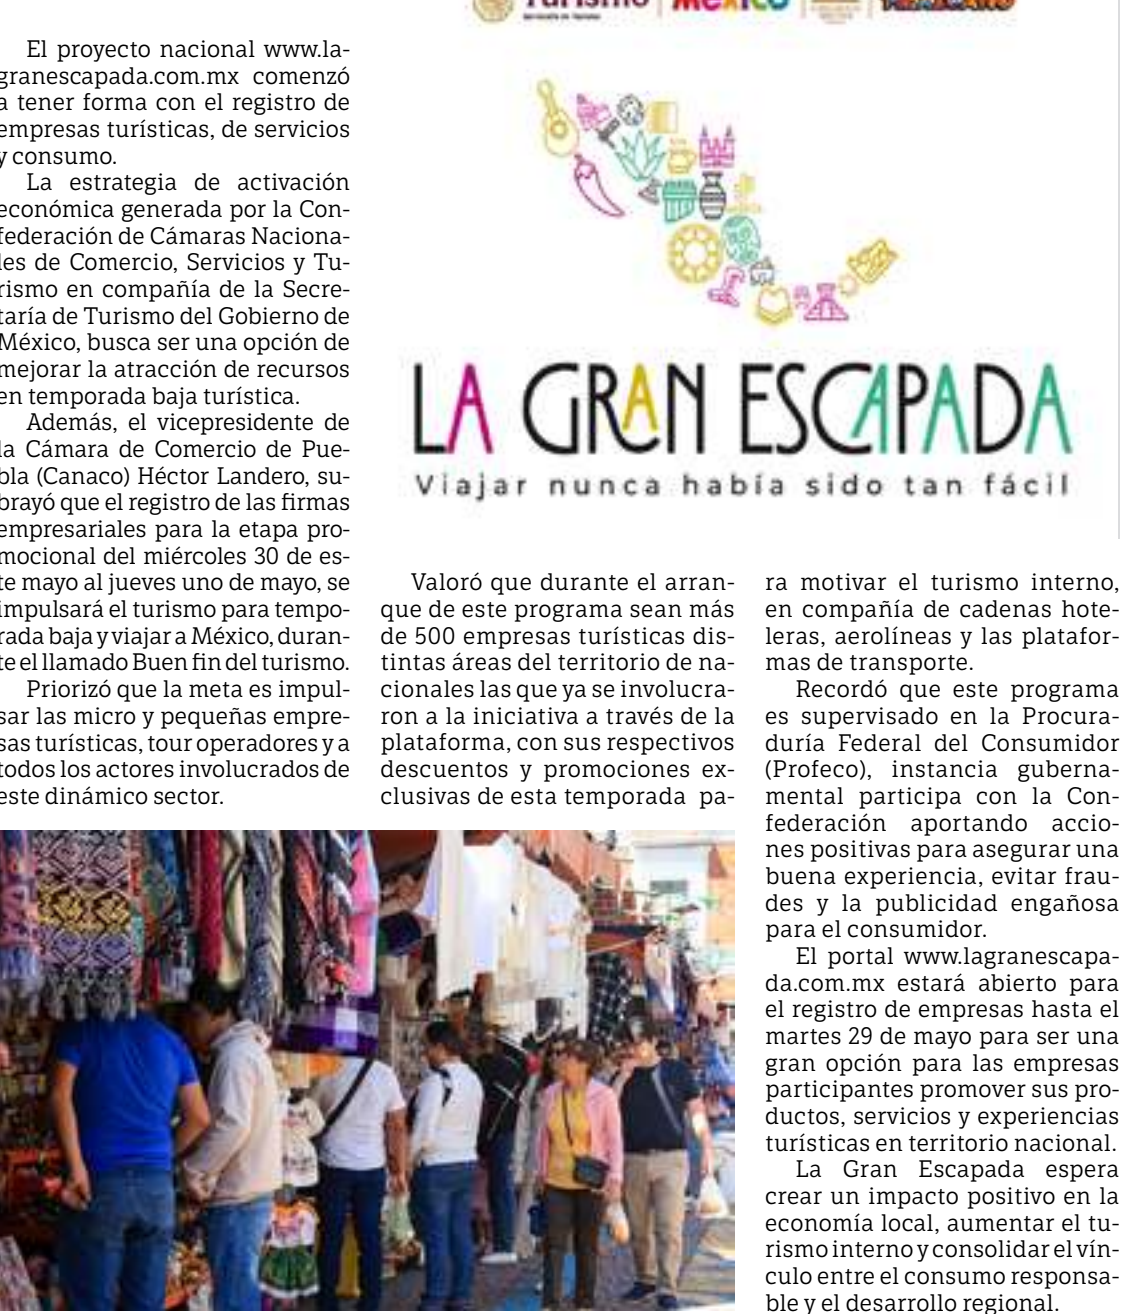 El proyecto nacional www.la-
granescapada.com.mx comenzó
a tener forma con el registro de
empresas turísticas, de servicios
y consumo.
La estrategia de activación
económica generada por la Con-
federación de Cámaras Naciona-
les de Comercio, Servicios y Tu-
rismo en compañía de la Secre-
taría de Turismo del Gobierno de
México, busca ser una opción de
mejorar la atracción de recursos
en temporada baja turística.
Además, el vicepresidente de
la Cámara de Comercio de Pue-
bla (Canaco) Héctor Landero, su-
brayó que el registro de las firmas
empresariales para la etapa pro-
mocional del miércoles 30 de es-
te mayo al jueves uno de mayo, se
impulsará el turismo para tempo-
rada baja y viajar a México, duran-
te el llamado Buen fin del turismo.
Priorizó que la meta es impul-
sar las micro y pequeñas empre-
sas turísticas, tour operadores y a
todos los actores involucrados de
este dinámico sector.
Turismo México
LA GRAN ESCAPADA
Viajar nunca había sido tan fácil
Valoró que durante el arran-
que de este programa sean más
de 500 empresas turísticas dis-
tintas áreas del territorio de na-
cionales las que ya se involucra-
ron a la iniciativa a través de la
plataforma, con sus respectivos
descuentos y promociones ex-
clusivas de esta temporada pa-
ra motivar el turismo interno,
en compañía de cadenas hote-
leras, aerolíneas y las platafor-
mas de transporte.
Recordó que este programa
es supervisado en la Procura-
duría Federal del Consumidor
(Profeco), instancia guberna-
mental participa con la Con-
federación aportando accio-
nes positivas para asegurar una
buena experiencia, evitar frau-
des y la publicidad engañosa
para el consumidor.
El portal www.lagranescapa-
da.com.mx estará abierto para
el registro de empresas hasta el
martes 29 de mayo para ser una
gran opción para las empresas
participantes promover sus pro-
ductos, servicios y experiencias
turísticas en territorio nacional.
La Gran Escapada espera
crear un impacto positivo en la
economía local, aumentar el tu-
rismo interno y consolidar el vín-
culo entre el consumo responsa-
ble y el desarrollo regional.